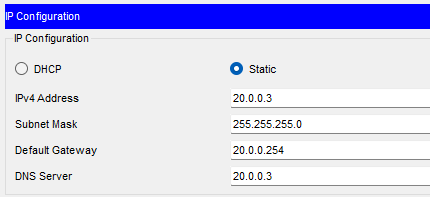 IP Configuration
IP Configuration
DHCP Static
IPv4 Address 20.0.0.3
Subnet Mask 255.255.255.0
Default Gateway 20.0.0.254
DNS Server 20.0.0.3